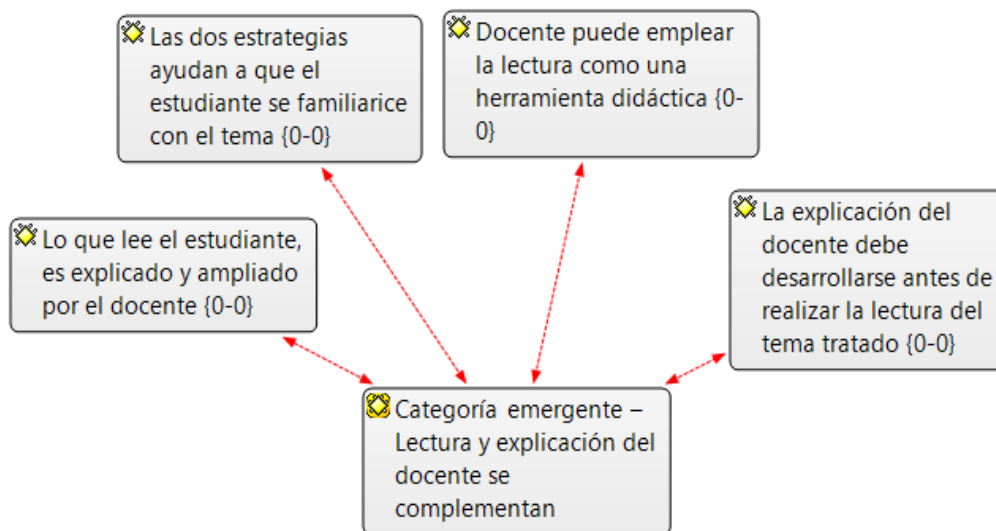 Las dos estrategias
ayudan a que el
estudiante se familiarice
con el tema {0-0}
Docente puede emplear
la lectura como una
herramienta didáctica {0-
0}
Lo que lee el estudiante,
es explicado y ampliado
por el docente {0-0}
La explicación del
docente debe
desarrollarse antes de
realizar la lectura del
tema tratado {0-0}
Categoría emergente –
Lectura y explicación del
docente se
complementan